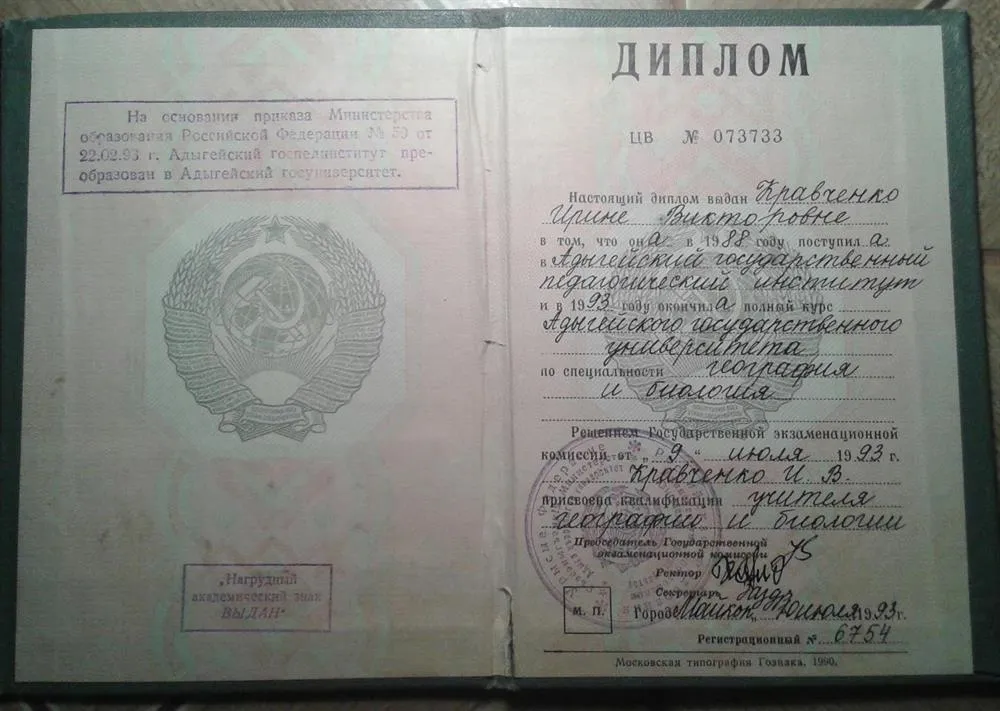 На основании приказа Министерства
образования Российской Федерации № 50 от
22.02.93 г. Адыгейский госпединститут пре-
образован в Адыгейский госуниверситет.
„Нагрудный
академический знак
ВЫДАН"
ДИПЛОМ
ЦВ № 073733
Настоящий диплом выдан Кравченко
Ирине Викторовне
в том, что она в 1988 году поступила
в Адыгейский государственный
педагогический институт
и в 1993 году окончила полный курс
Адыгейского государственного
университета
по специальности география
и биология
Решением Государственной экзаменационной
комиссии от „9" июля 1993 г.
Кравченко И. В.
присвоена квалификация учителя
географии и биологии
Председатель Государственной
экзаменационной комиссии
Ректор
Секретарь
М. П.
Город Майкоп июля 1993 г.
Регистрационный № 6754
Московская типография Гознака. 1990.